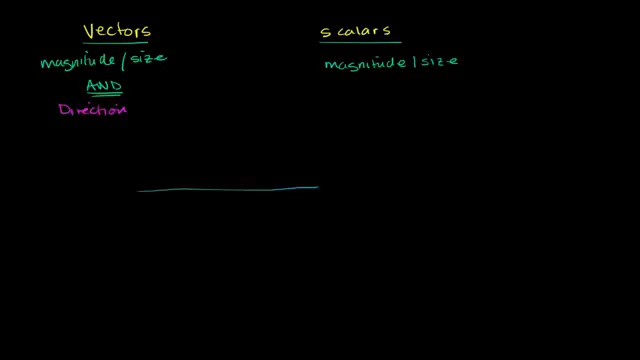 Vectors
magnitude / size
AND
Direction
scalars
magnitude / size